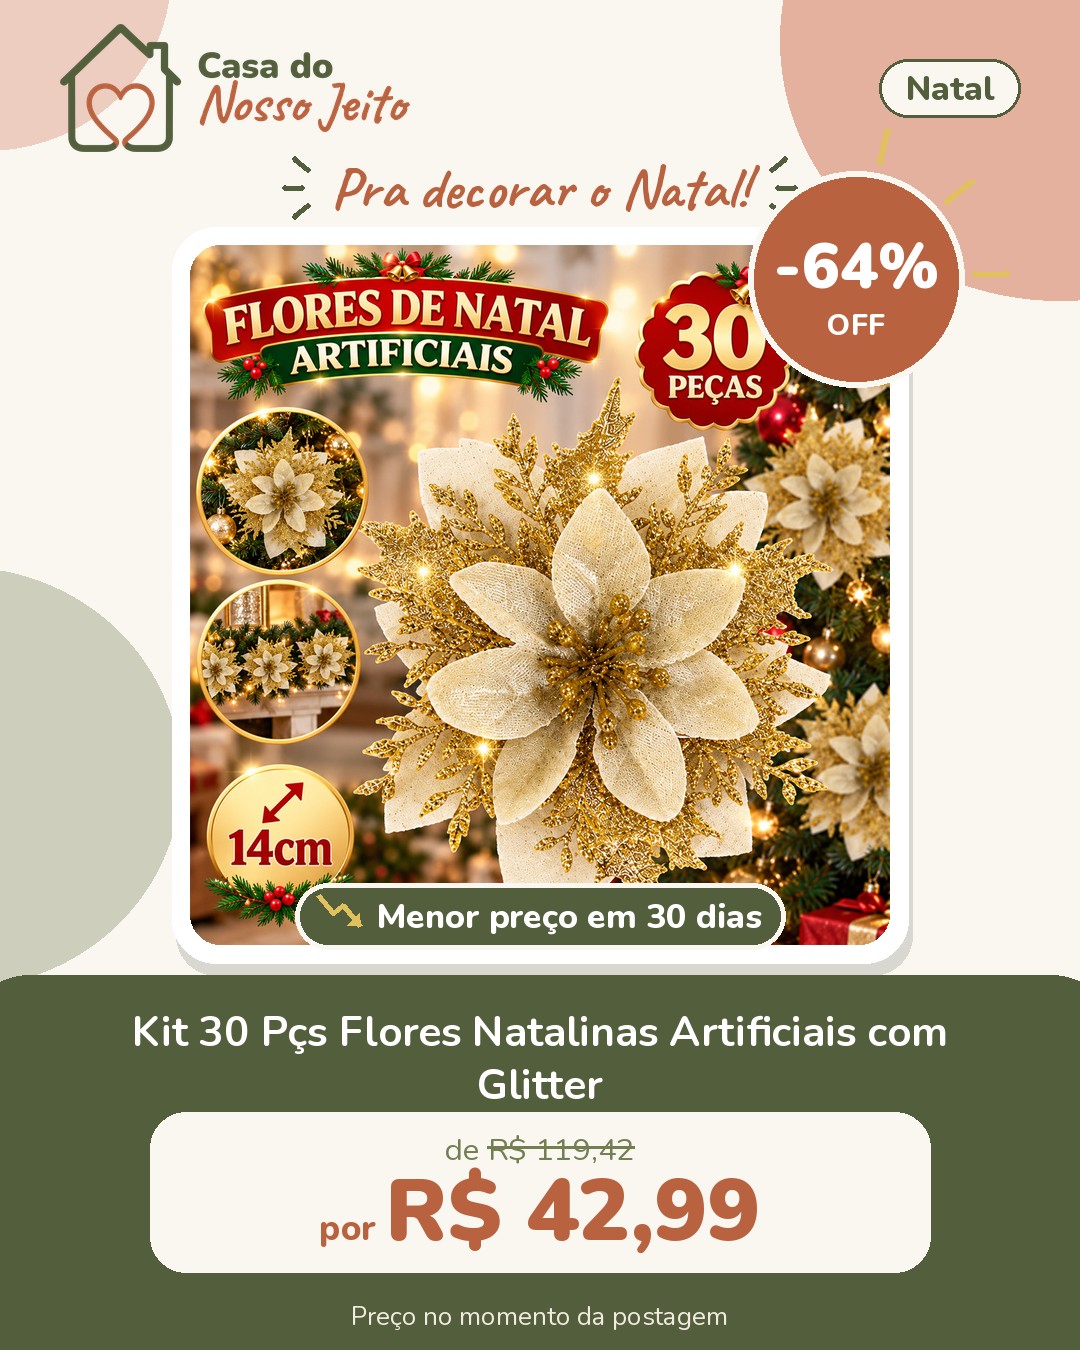 Casa do
Nosso Jeito
Natal
Pra decorar o Natal!
-64%
OFF
FLORES DE NATAL
ARTIFICIAIS
30
PEÇAS
14cm
Menor preço em 30 dias
Kit 30 Pçs Flores Natalinas Artificiais com
Glitter
de R$ 119,42
por R$ 42,99
Preço no momento da postagem